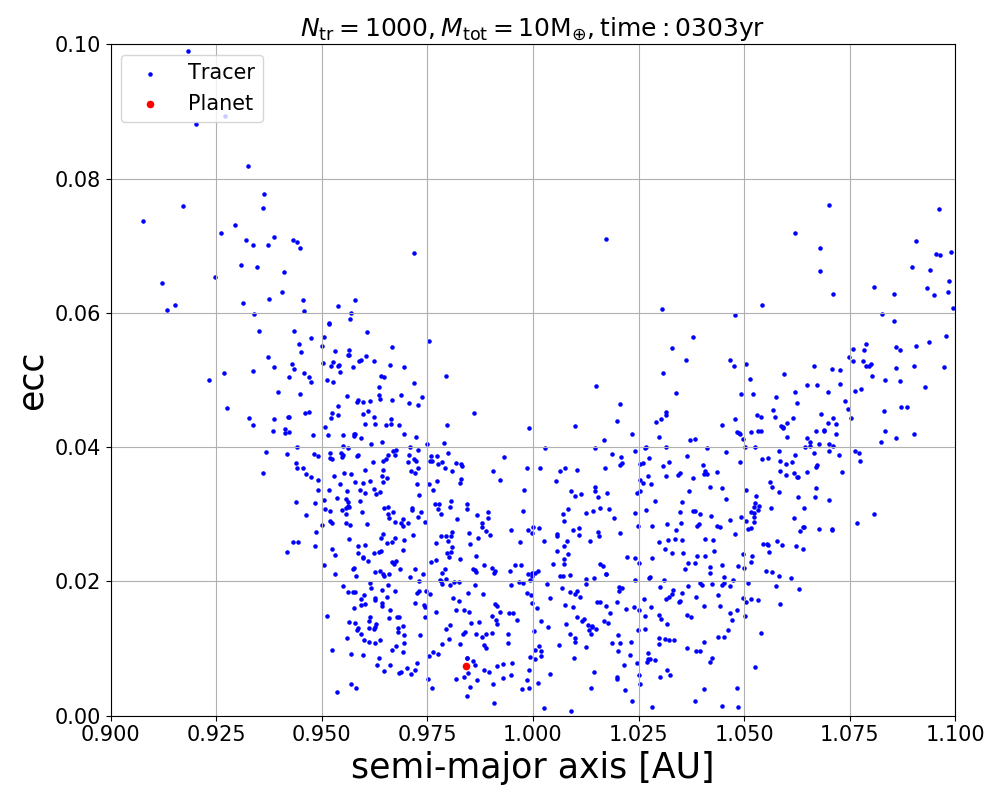 N_tr = 1000, M_tot = 10M_⊕, time : 0303yr
Tracer
Planet
ecc
0.10
0.08
0.06
0.04
0.02
0.00
0.900 0.925 0.950 0.975 1.000 1.025 1.050 1.075 1.100
semi-major axis [AU]